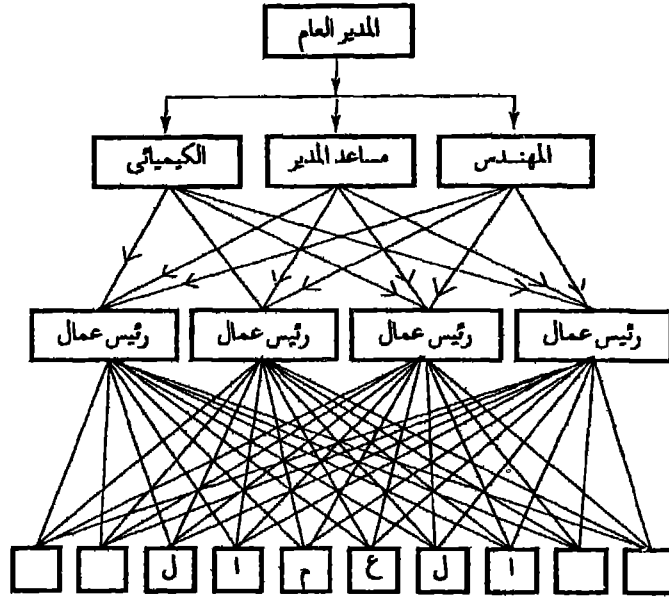 المدير العام
المهندس مساعد المدير الكيميائى
رئيس عمال رئيس عمال رئيس عمال رئيس عمال
ا ل ع م ا ل